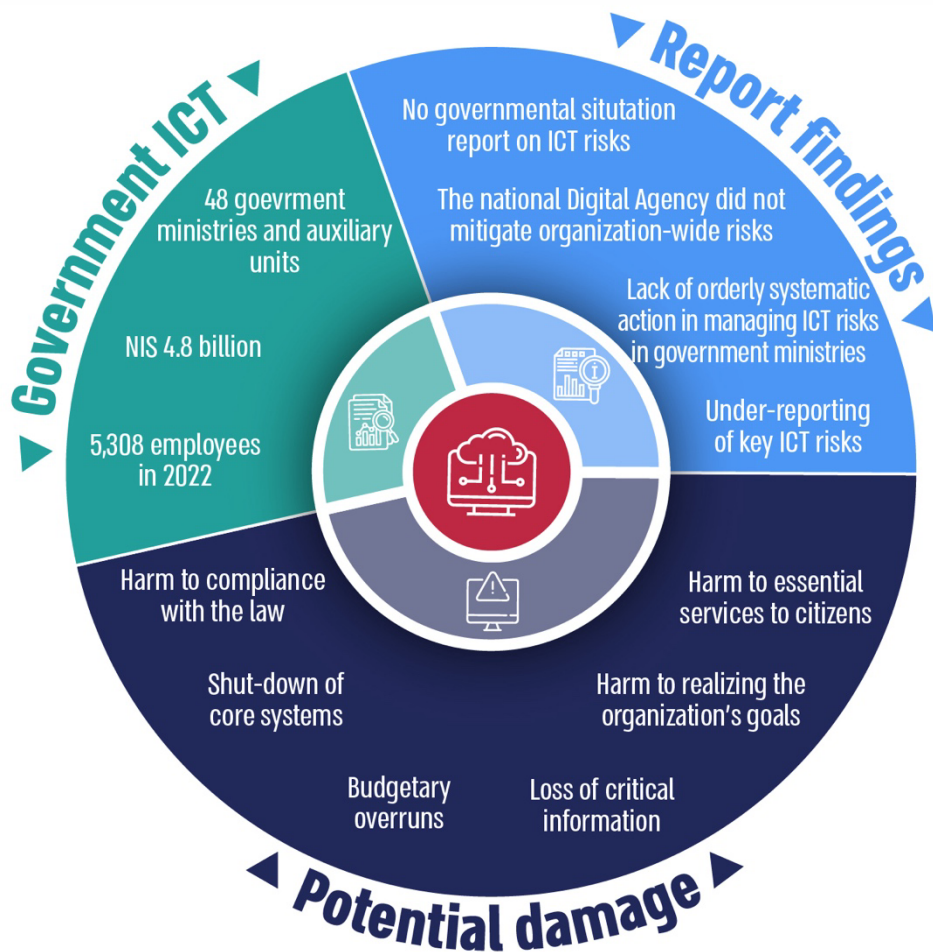 Government ICT
48 goevrment
ministries and auxiliary
units
NIS 4.8 billion
5,308 employees
in 2022
Report findings
No governmental situtation
report on ICT risks
The national Digital Agency did not
mitigate organization-wide risks
Lack of orderly systematic
action in managing ICT risks
in government ministries
Under-reporting
of key ICT risks
Harm to compliance
with the law
Shut-down of
core systems
Budgetary
overruns
Loss of critical
information
Harm to realizing the
organization's goals
Harm to essential
services to citizens
Potential damage